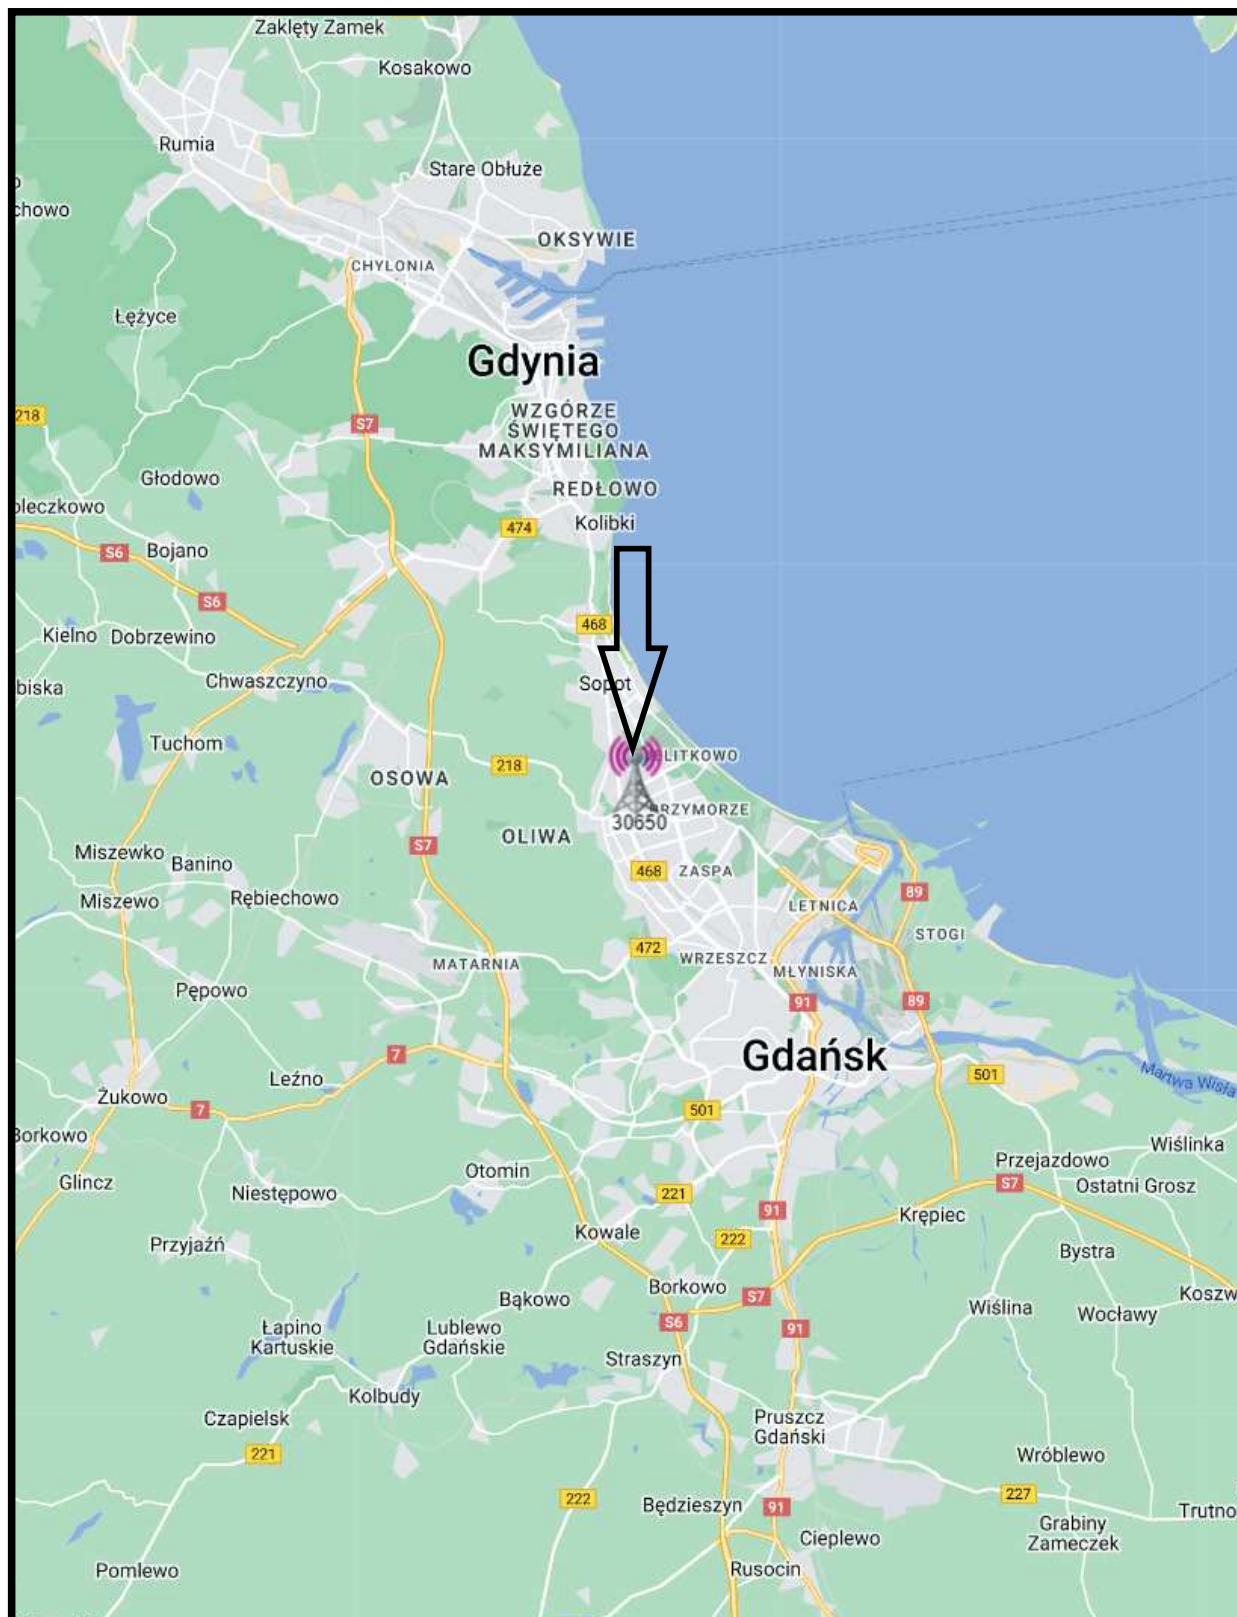 Zaklęty Zamek
Kosakowo
Rumia
Stare Obłuże
chowo
OKSYWIE
CHYLONIA
Łężyce
Gdynia
218
S7
WZGÓRZE
ŚWIĘTEGO
MAKSYMILIANA
Głodowo
REDŁOWO
oleczkowo
474
Kolibki
S6
Bojano
S6
468
Kielno
Dobrzewino
biska
Chwaszczyno
Sopot
Tuchom
218
ELITKOWO
OSOWA
RZYMORZE
30650
OLIWA
S7
Miszewko
Banino
468
ZASPA
Miszewo
Rębiechowo
89
LETNICA
STOGI
472
WRZESZCZ
MATARNIA
MŁYNISKA
Pępowo
91
89
7
Gdańsk
Leźno
501
Martwa Wisła
Żukowo
7
501
Borkowo
Wiślinka
Przejazdowo
Otomin
Glincz
Niestępowo
221
S7
Ostatni Grosz
91
Krępiec
Kowale
222
Przyjaźń
Bystra
Borkowo
S7
Koszw
Bąkowo
Wiślina
Wocławy
S6
91
Łapino
Kartuskie
Lublewo
Gdańskie
Straszyn
Kolbudy
Czapielsk
Pruszcz
Gdański
221
Wróblewo
222
227
Będzieszyn
91
Trutno
Grabiny
Zameczek
Cieplewo
Pomlewo
Rusocin